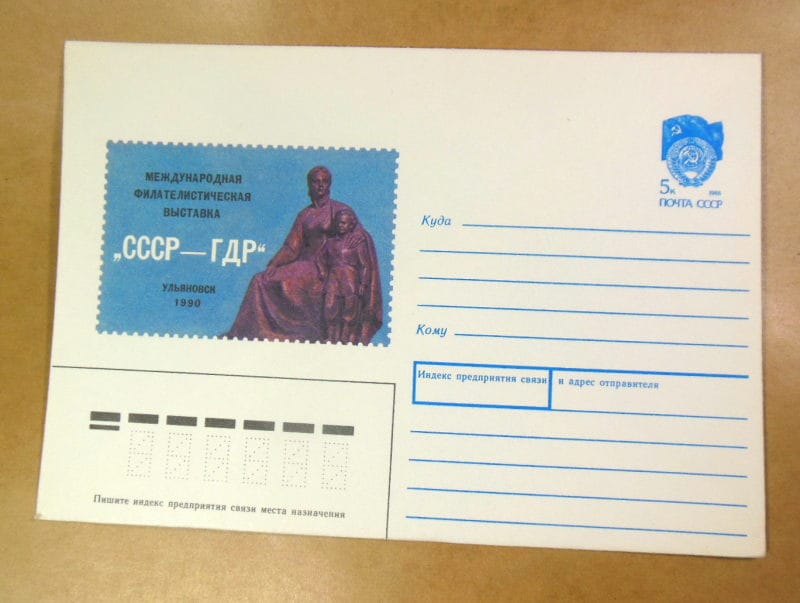 МЕЖДУНАРОДНАЯ
ФИЛАТЕЛИСТИЧЕСКАЯ
ВЫСТАВКА
„СССР—ГДР“
УЛЬЯНОВСК
1990
5к 1988
ПОЧТА СССР
Куда
Кому
Индекс предприятия связи и адрес отправителя
Пишите индекс предприятия связи места назначения